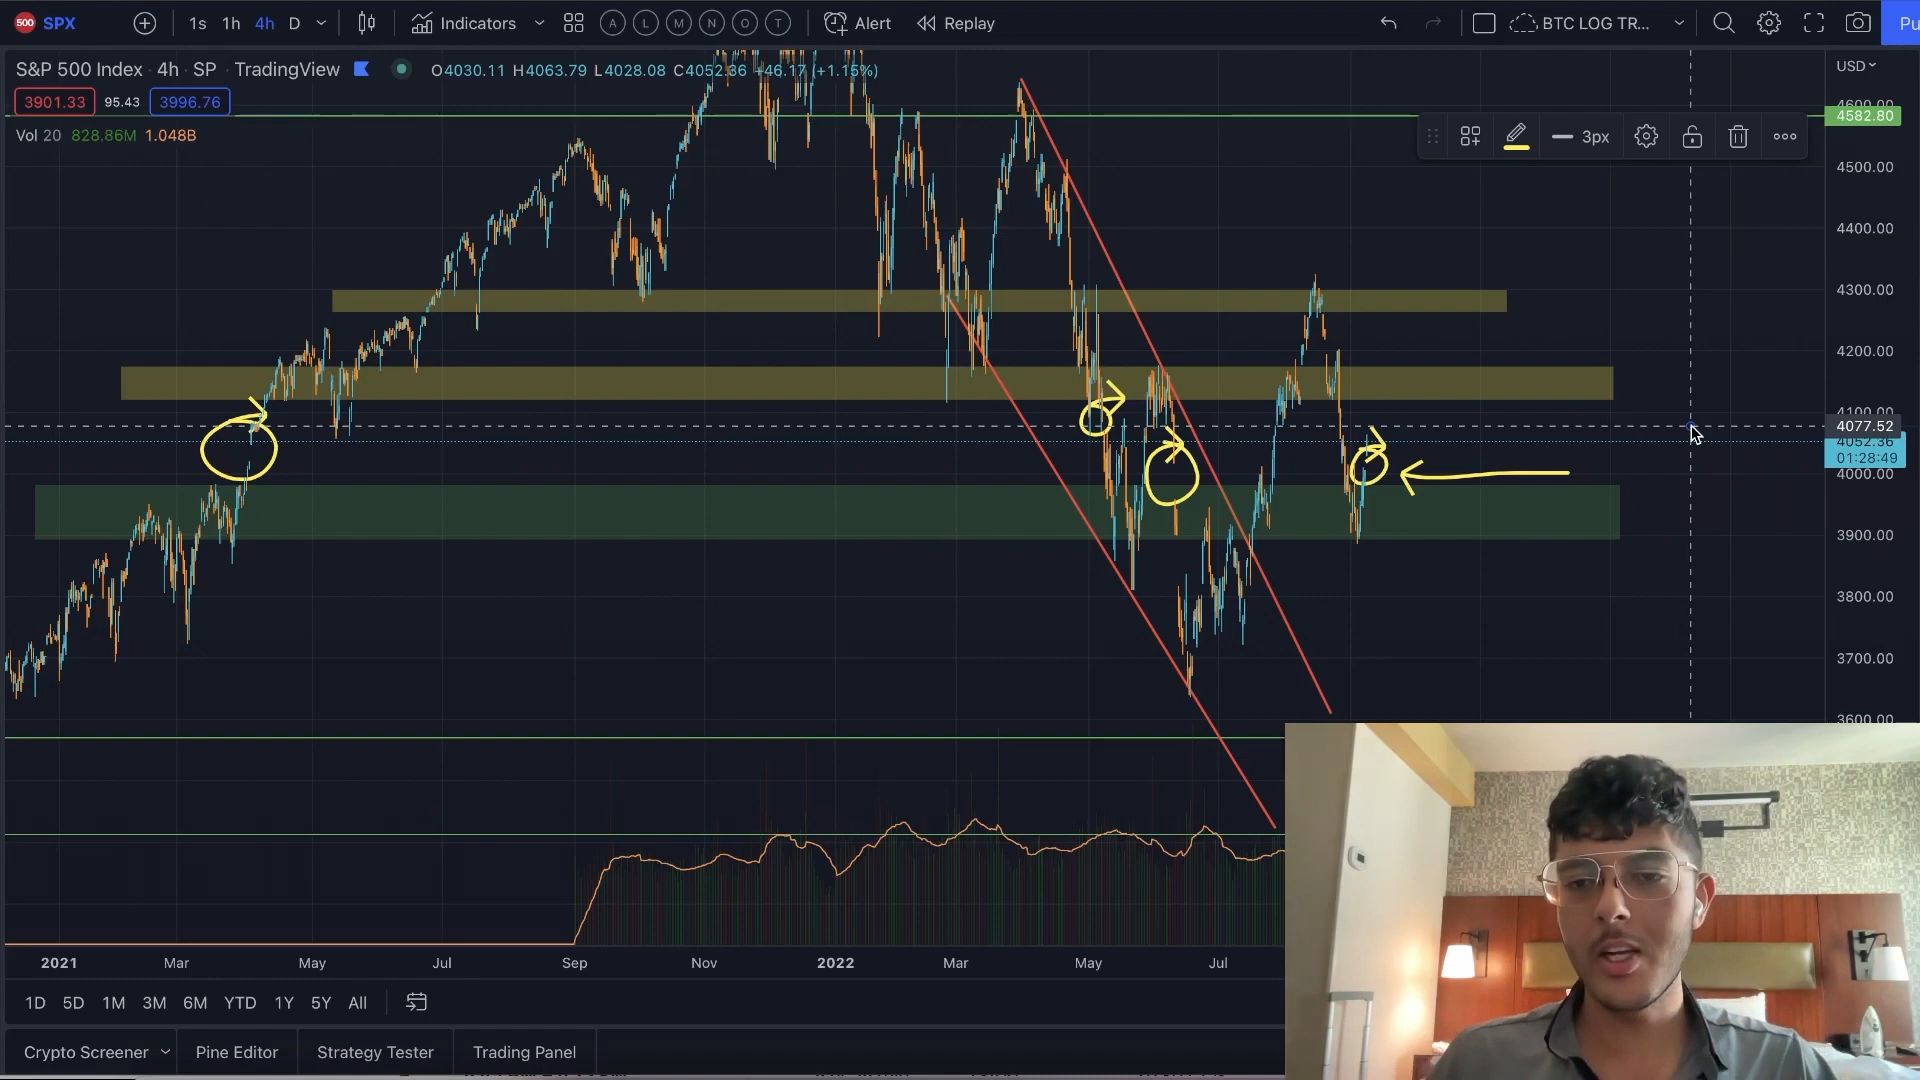 500 SPX 1s 1h 4h D Indicators A L M N O T Alert Replay BTC LOG TR... Pu
S&P 500 Index · 4h · SP · TradingView O4030.11 H4063.79 L4028.08 C4052.36 +46.17 (+1.15%) USD
3901.33 95.43 3996.76
4600.00
4582.80
Vol 20 828.86M 1.048B
3px
4500.00
4400.00
4300.00
4200.00
4100.00
4077.52
4052.36
01:28:49
4000.00
3900.00
3800.00
3700.00
3600.00
2021 Mar May Jul Sep Nov 2022 Mar May Jul
1D 5D 1M 3M 6M YTD 1Y 5Y All
Crypto Screener Pine Editor Strategy Tester Trading Panel